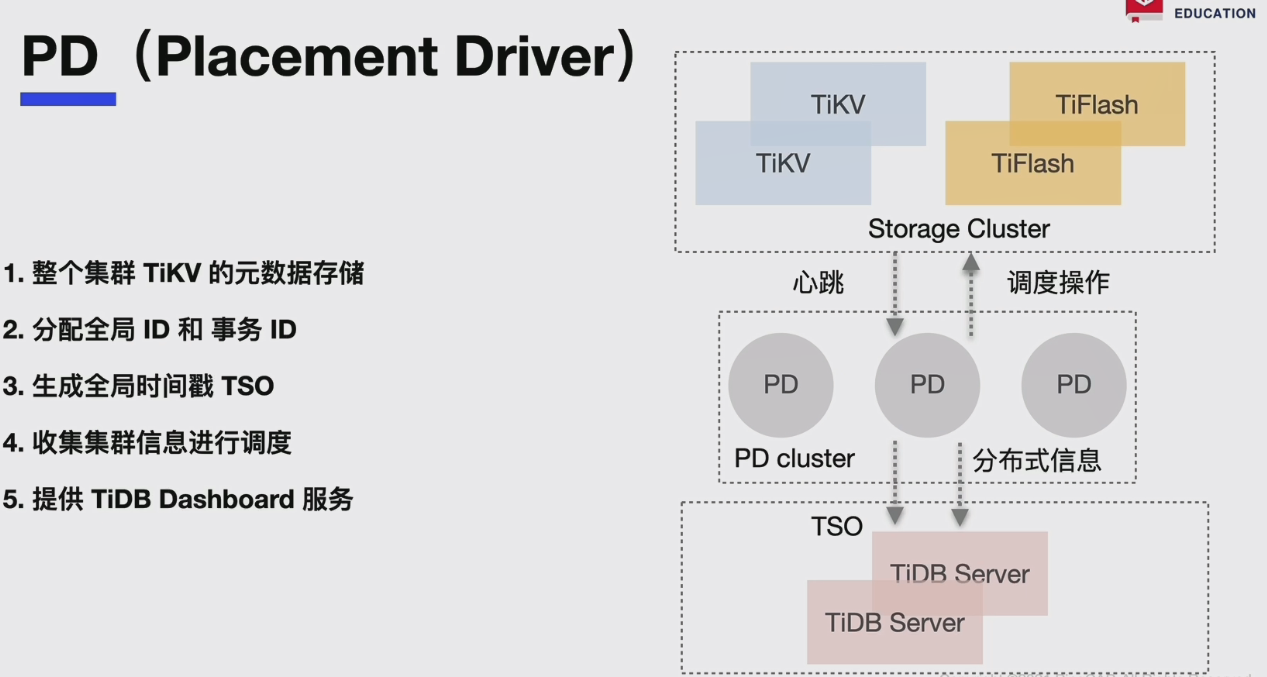 EDUCATION
PD（Placement Driver）
1. 整个集群 TiKV 的元数据存储
2. 分配全局 ID 和 事务 ID
3. 生成全局时间戳 TSO
4. 收集集群信息进行调度
5. 提供 TiDB Dashboard 服务
TiKV
TiFlash
TiKV
TiFlash
Storage Cluster
心跳
调度操作
PD
PD
PD
PD cluster
分布式信息
TSO
TiDB Server
TiDB Server